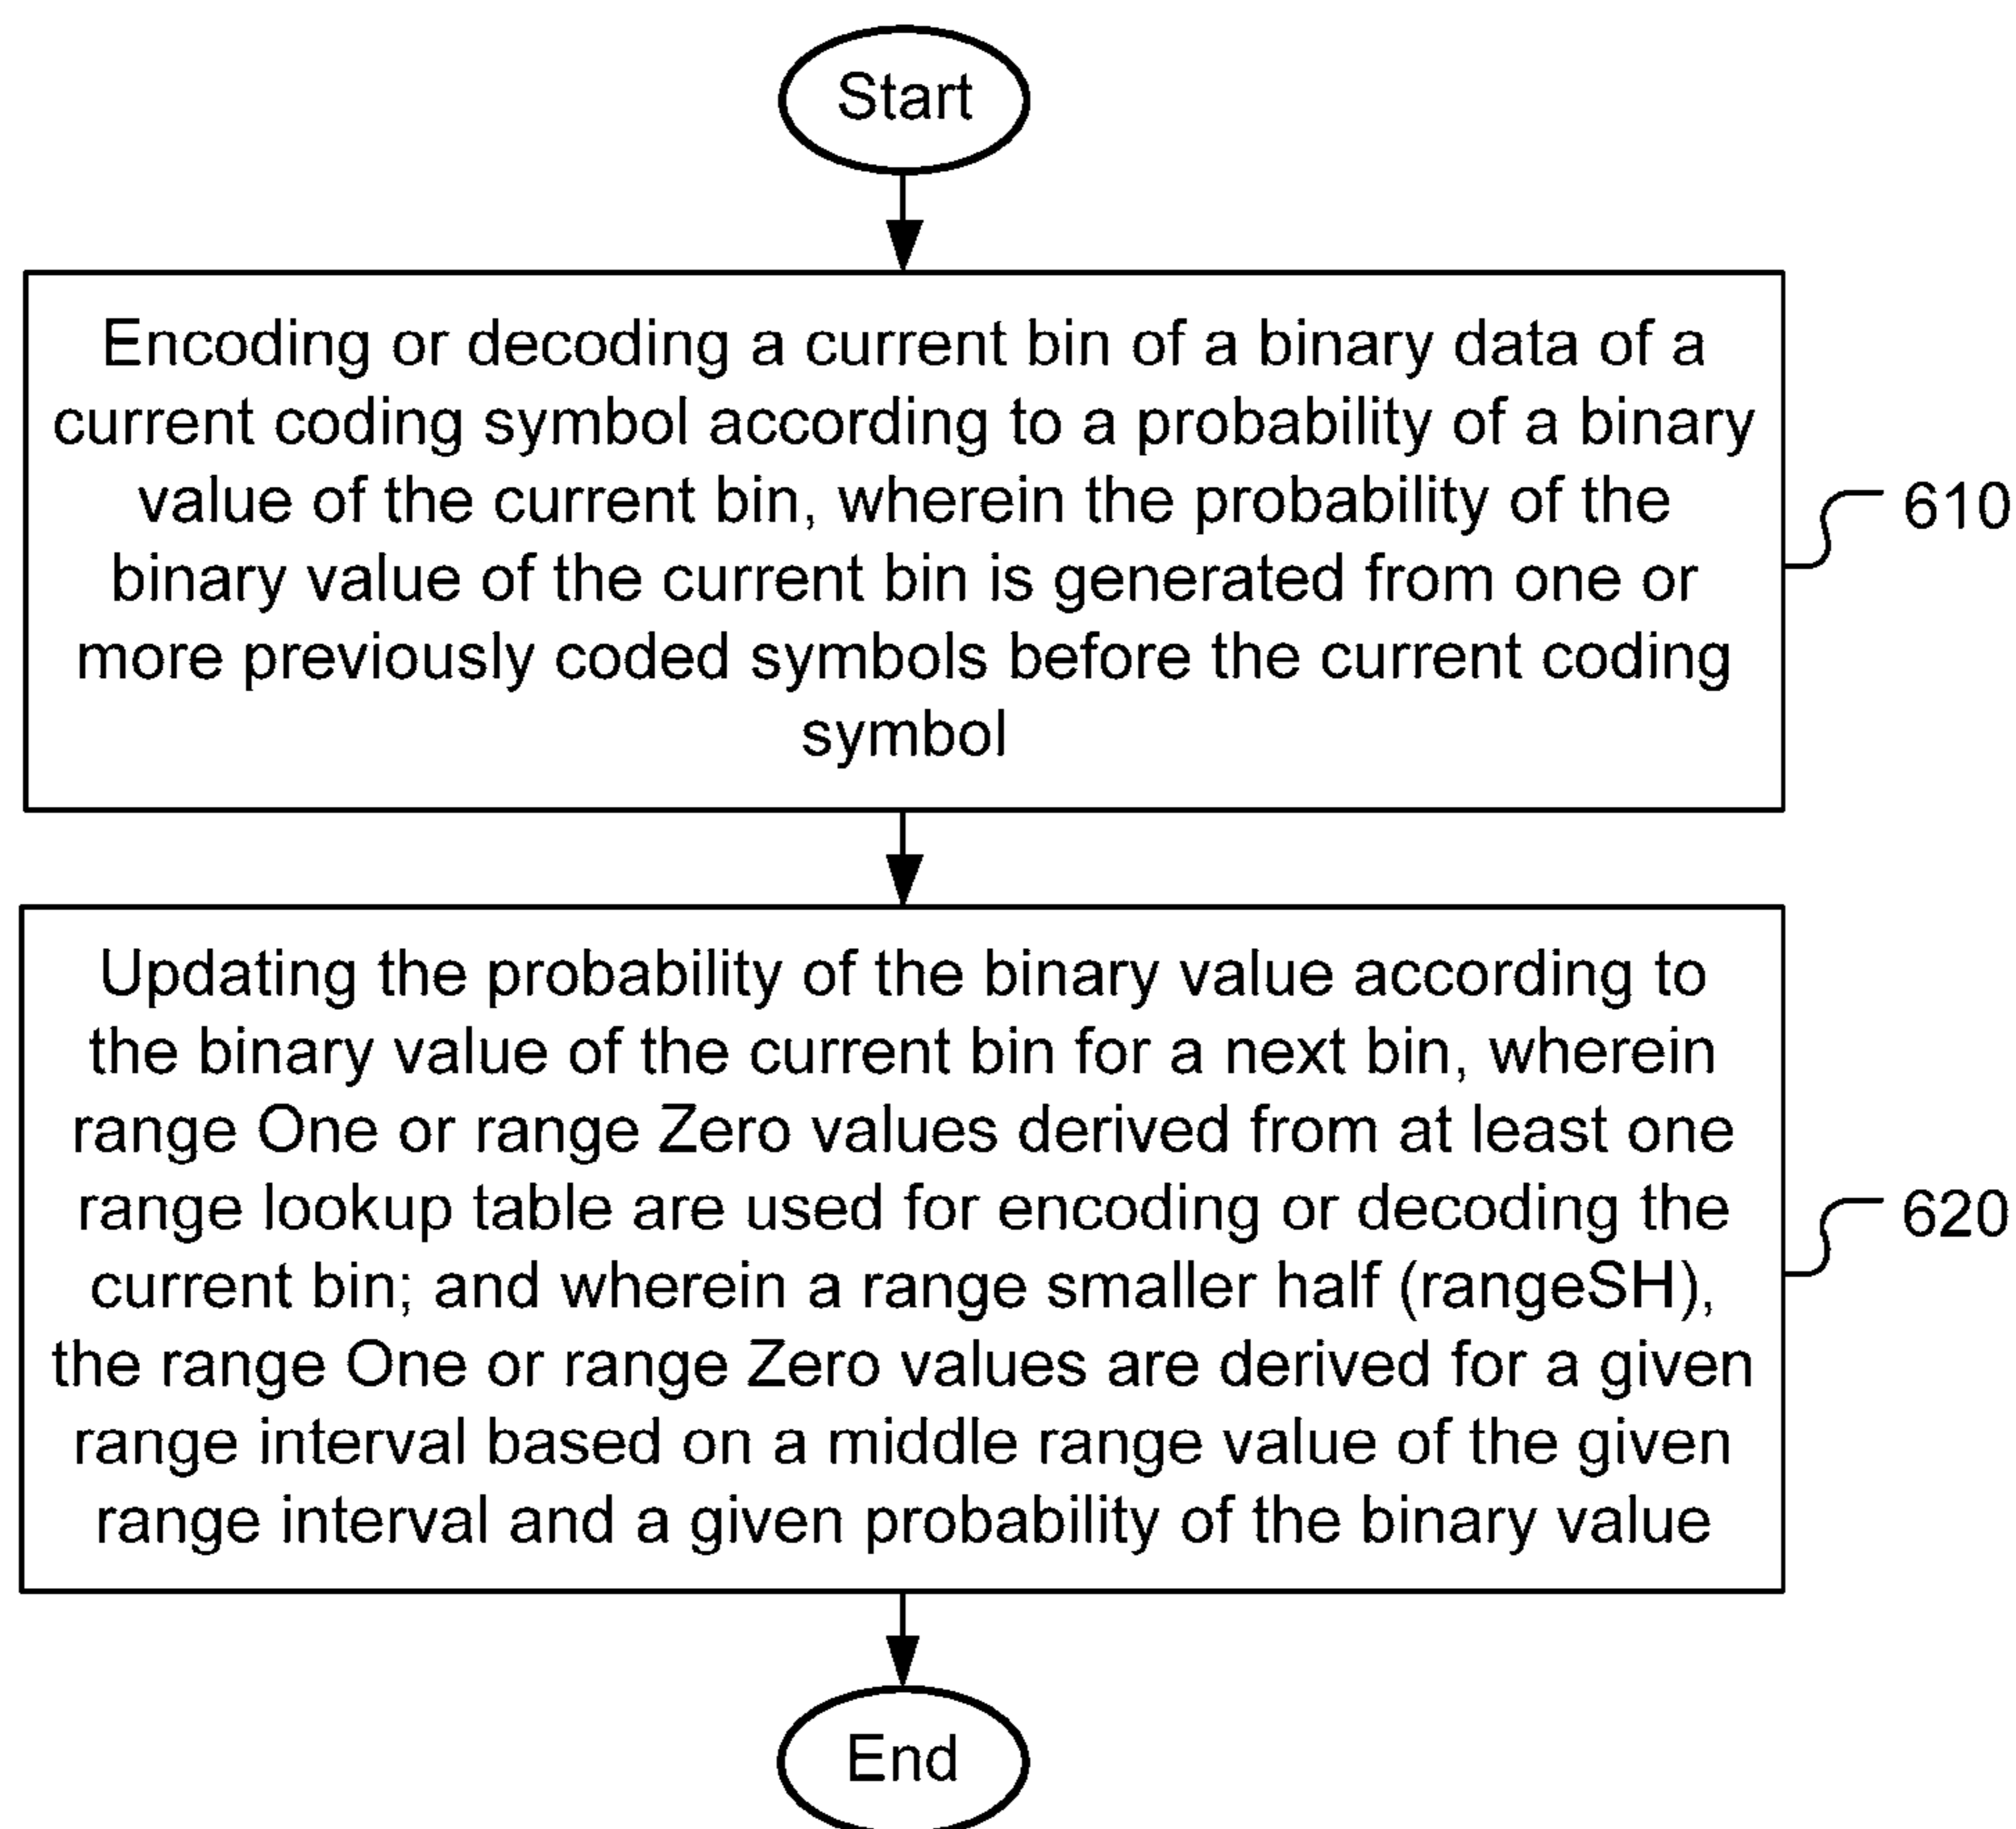 Start
Encoding or decoding a current bin of a binary data of a
current coding symbol according to a probability of a binary
value of the current bin, wherein the probability of the
binary value of the current bin is generated from one or
more previously coded symbols before the current coding
symbol
610
Updating the probability of the binary value according to
the binary value of the current bin for a next bin, wherein
range One or range Zero values derived from at least one
range lookup table are used for encoding or decoding the
current bin; and wherein a range smaller half (rangeSH),
the range One or range Zero values are derived for a given
range interval based on a middle range value of the given
range interval and a given probability of the binary value
620
End